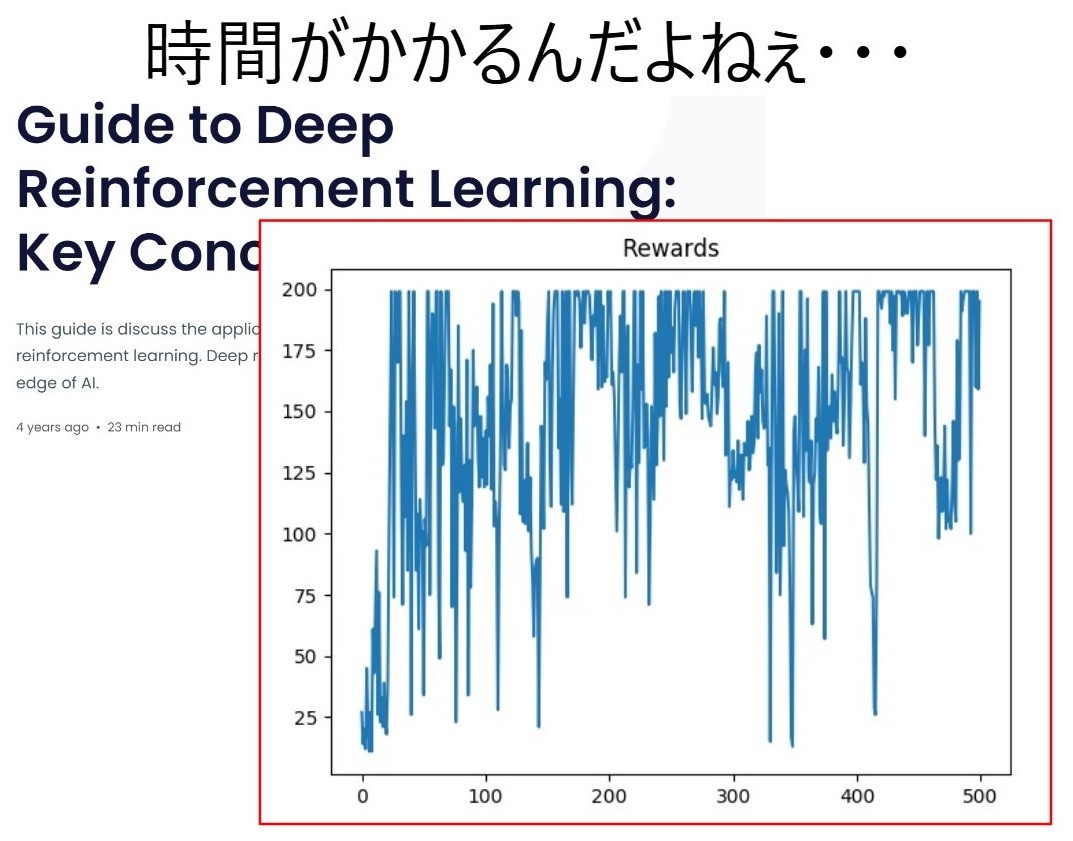 時間がかかるんだよねぇ・・・
Guide to Deep
Reinforcement Learning:
Key Conc
This guide is discuss the applic
reinforcement learning. Deep r
edge of AI.
4 years ago • 23 min read
Rewards
200
175
150
125
100
75
50
25
0 100 200 300 400 500